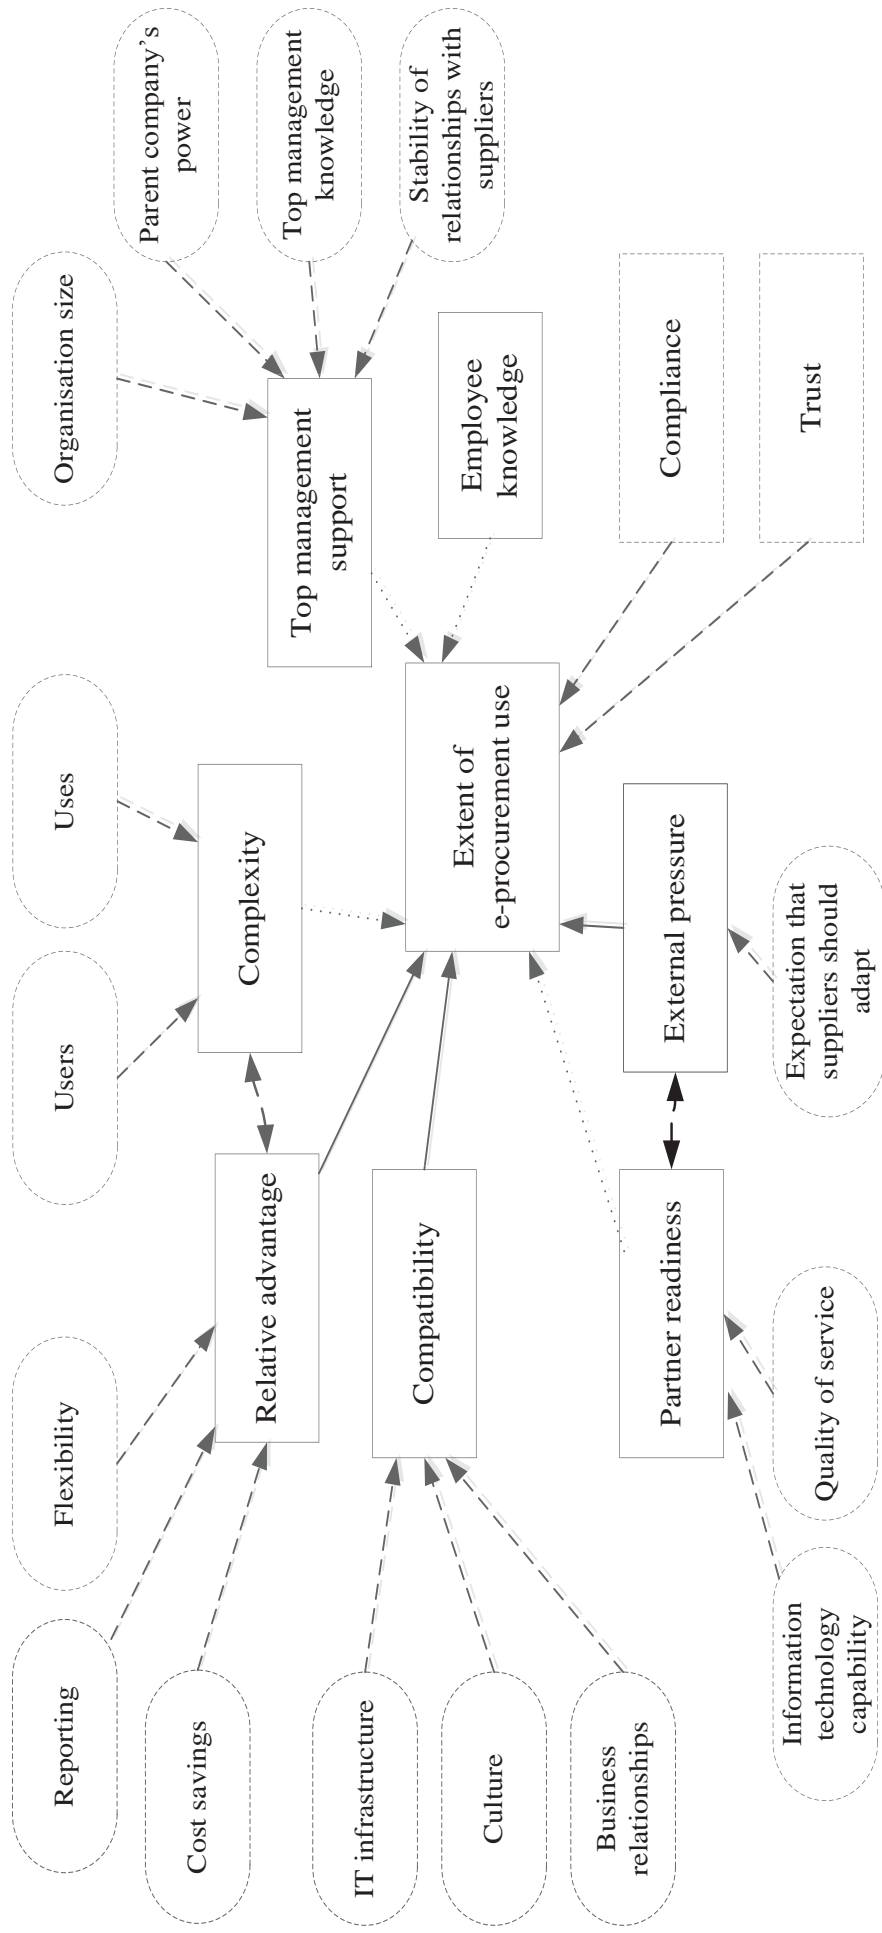 Reporting
Flexibility
Users
Uses
Organisation size
Parent company’s
power
Cost savings
Relative advantage
Complexity
Top management
support
Top management
knowledge
IT infrastructure
Compatibility
Extent of
e-procurement use
Employee
knowledge
Stability of
relationships with
suppliers
Culture
Business
relationships
Partner readiness
External pressure
Compliance
Trust
Information
technology
capability
Quality of service
Expectation that
suppliers should
adapt